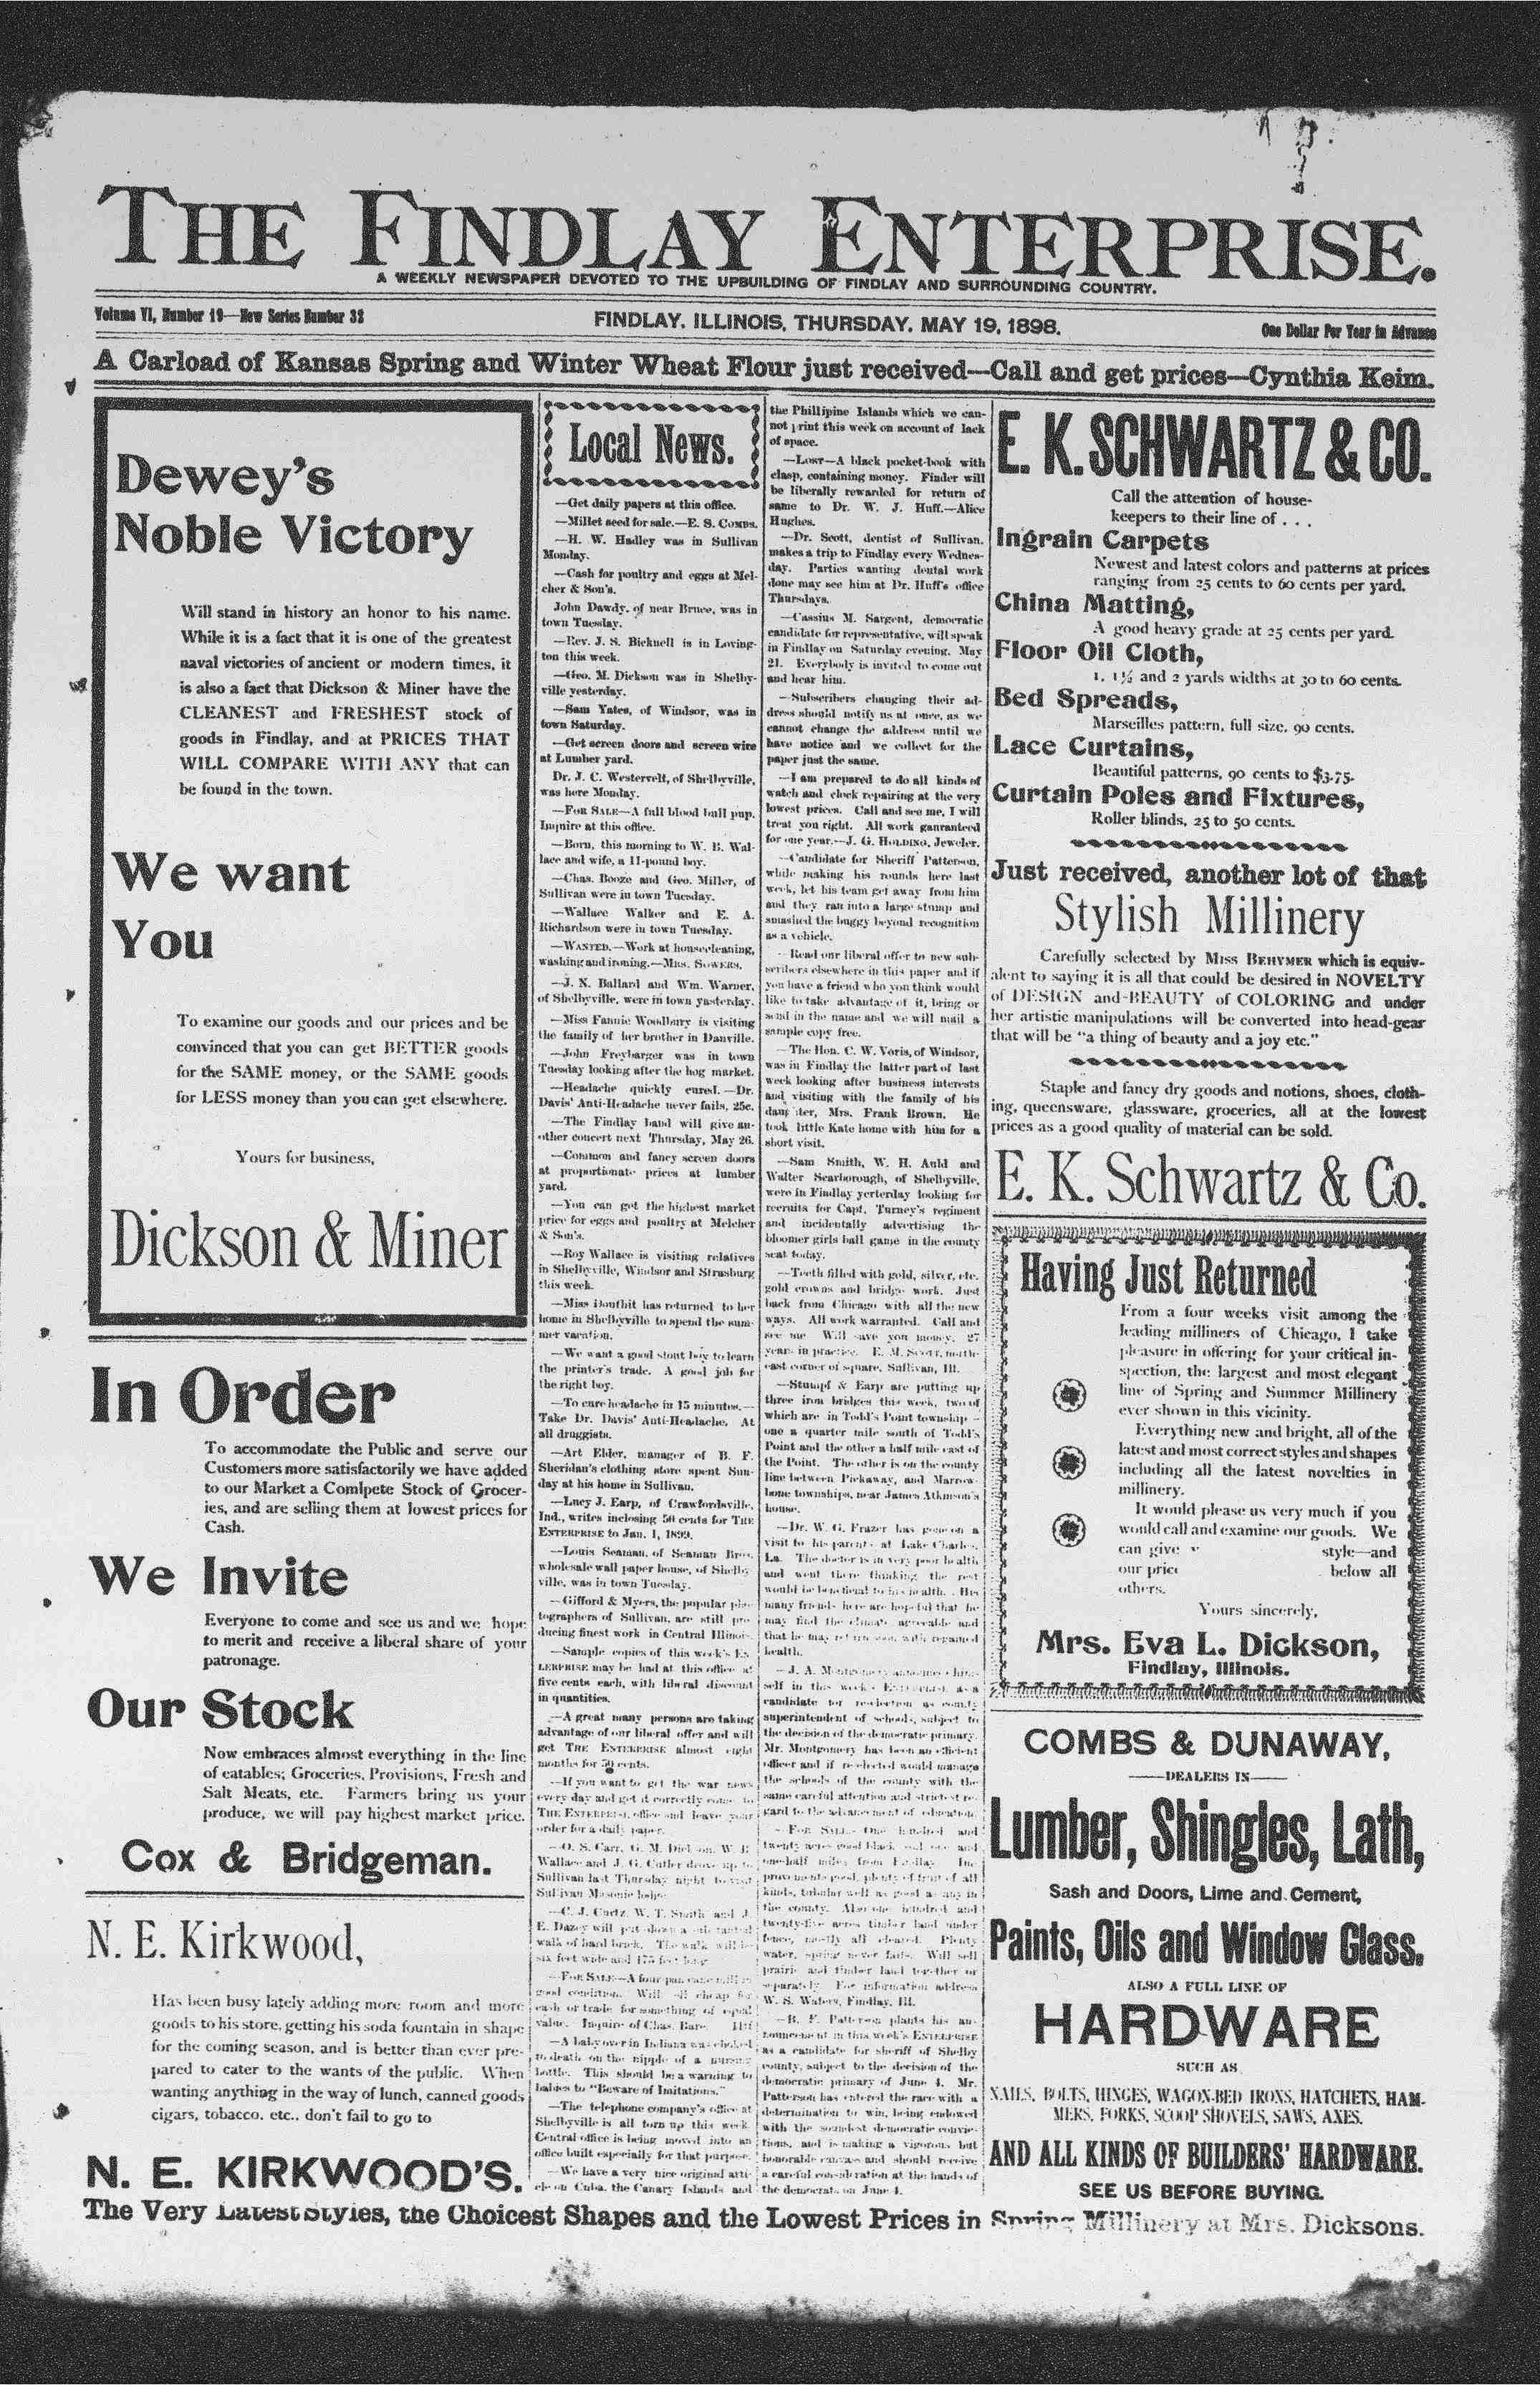 THE FINDLAY ENTERPRISE.
A WEEKLY NEWSPAPER DEVOTED TO THE UPBUILDING OF FINDLAY AND SURROUNDING COUNTRY.
Volume VI, Number 19—New Series Number 32
FINDLAY, ILLINOIS, THURSDAY, MAY 19, 1898.
One Dollar Per Year in Advance
A Carload of Kansas Spring and Winter Wheat Flour just received—Call and get prices—Cynthia Keim.
Dewey's
Noble Victory
Will stand in history an honor to his name.
While it is a fact that it is one of the greatest
naval victories of ancient or modern times, it
is also a fact that Dickson & Miner have the
CLEANEST and FRESHEST stock of
goods in Findlay, and at PRICES THAT
WILL COMPARE WITH ANY that can
be found in the town.
We want
You
To examine our goods and our prices and be
convinced that you can get BETTER goods
for the SAME money, or the SAME goods
for LESS money than you can get elsewhere.
Yours for business,
Dickson & Miner
In Order
To accommodate the Public and serve our
Customers more satisfactorily we have added
to our Market a Comlpete Stock of Grocer-
ies, and are selling them at lowest prices for
Cash.
We Invite
Everyone to come and see us and we hope
to merit and receive a liberal share of your
patronage.
Our Stock
Now embraces almost everything in the line
of eatables; Groceries, Provisions, Fresh and
Salt Meats, etc. Farmers bring us your
produce, we will pay highest market price.
Cox & Bridgeman.
N. E. Kirkwood,
Has been busy lately adding more room and more
goods to his store, getting his soda fountain in shape
for the coming season, and is better than ever pre-
pared to cater to the wants of the public. When
wanting anything in the way of lunch, canned goods
cigars, tobacco, etc., don't fail to go to
N. E. KIRKWOOD'S.
Local News.
—Get daily papers at this office.
—Millet seed for sale.—E. S. COMBS.
—H. W. Hadley was in Sullivan
Monday.
—Cash for poultry and eggs at Mel-
cher & Son's.
John Dawdy, of near Bruce, was in
town Tuesday.
—Rev. J. S. Bicknell is in Loving-
ton this week.
—Geo. M. Dickson was in Shelby-
ville yesterday.
—Sam Yates, of Windsor, was in
town Saturday.
—Get screen doors and screen wire
at Lumber yard.
Dr. J. C. Westervelt, of Shelbyville,
was here Monday.
—FOR SALE—A full blood bull pup.
Inquire at this office.
—Born, this morning to W. B. Wal-
lace and wife, a 11-pound boy.
—Chas. Booze and Geo. Miller, of
Sullivan were in town Tuesday.
—Wallace Walker and E. A.
Richardson were in town Tuesday.
—WANTED.—Work at housecleaning,
washing and ironing.—MRS. SOWERS.
—J. N. Ballard and Wm. Warner,
of Shelbyville, were in town yasterday.
—Miss Fannie Woodbury is visiting
the family of her brother in Danville.
—John Freybarger was in town
Tuesday looking after the hog market.
—Headache quickly cured.—Dr.
Davis' Anti-Headache never fails, 25c.
—The Findlay band will give an-
other concert next Thursday, May 26.
—Common and fancy screen doors
at proportionate prices at lumber
yard.
—You can get the highest market
price for eggs and poultry at Melcher
& Son's.
—Roy Wallace is visiting relatives
in Shelbyville, Windsor and Strasburg
this week.
—Miss Douthit has returned to her
home in Shelbyville to spend the sum-
mer vacation.
—We want a good stout boy to learn
the printer's trade. A good job for
the right boy.
—To cure headache in 15 minutes.—
Take Dr. Davis' Anti-Headache. At
all druggists.
—Art Elder, manager of B. F.
Sheridan's clothing store spent Sun-
day at his home in Sullivan.
—Lucy J. Earp, of Crawfordsville,
Ind., writes inclosing 50 cents for THE
ENTERPRISE to Jan. 1, 1899.
—Louis Seaman, of Seaman Bros.
wholesale wall paper house, of Shelby-
ville, was in town Tuesday.
—Gifford & Myers, the popular pho-
tographers of Sullivan, are still pro-
ducing finest work in Central Illinois.
—Sample copies of this week's EN-
TERPRISE may be had at this office at
five cents each, with liberal discount
in quantities.
—A great many persons are taking
advantage of our liberal offer and will
get THE ENTERPRISE almost eight
months for 50 cents.
—If you want to get the war news
every day and get it correctly come to
THE ENTERPRISE office and leave your
order for a daily paper.
—O. S. Carr, G. M. Dickson, W. B.
Wallace and J. G. Cutler drove up to
Sullivan last Thursday night to visit
Sullivan Masonic lodge.
—C. J. Curtz, W. T. Smith and J.
E. Dazey will put down a substantial
walk of hard brick. The walk will be
six feet wide and 175 feet long.
—FOR SALE—A four pan cane mill in
good condition. Will sell cheap for
cash or trade for something of equal
value. Inquire of Chas. Bare.
—A baby over in Indiana was choked
to death on the nipple of a nursing
bottle. This should be a warning to
babies to "Beware of Imitations."
—The telephone company's office at
Shelbyville is all torn up this week.
Central office is being moved into an
office built especially for that purpose.
—We have a very nice original arti-
cle on Cuba, the Canary Islands and
the Phillipine Islands which we can-
not print this week on account of lack
of space.
—LOST—A black pocket-book with
clasp, containing money. Finder will
be liberally rewarded for return of
same to Dr. W. J. Huff.—Alice
Hughes.
—Dr. Scott, dentist of Sullivan,
makes a trip to Findlay every Wednes-
day. Parties wanting dental work
done may see him at Dr. Huff's office
Thursdays.
—Cassius M. Sargent, democratic
candidate for representative, will speak
in Findlay on Saturday evening, May
21. Everybody is invited to come out
and hear him.
—Subscribers changing their ad-
dress should notify us at once, as we
cannot change the address until we
have notice and we collect for the
paper just the same.
—I am prepared to do all kinds of
watch and clock repairing at the very
lowest prices. Call and see me, I will
treat you right. All work ganranteed
for one year.—J. G. HOLDING, Jeweler.
—Candidate for Sheriff Patterson,
while making his rounds here last
week, let his team get away from him
and they ran into a large stump and
smashed the buggy beyond recognition
as a vehicle.
—Read our liberal offer to new sub-
scribers elsewhere in this paper and if
you have a friend who you think would
like to take advantage of it, bring or
send in the name and we will mail a
sample copy free.
—The Hon. C. W. Voris, of Windsor,
was in Findlay the latter part of last
week looking after business interests
and visiting with the family of his
daughter, Mrs. Frank Brown. He
took little Kate home with him for a
short visit.
—Sam Smith, W. H. Auld and
Walter Scarborough, of Shelbyville,
were in Findlay yerterday looking for
recruits for Capt. Turney's regiment
and incidentally advertising the
bloomer girls ball game in the county
seat today.
—Teeth filled with gold, silver, etc.
gold crowns and bridge work. Just
back from Chicago with all the new
ways. All work warranted. Call and
see me Will save you money. 27
years in practice. E. M. SCOTT, north-
east corner of square, Sullivan, Ill.
—Stumpf & Earp are putting up
three iron bridges this week, two of
which are in Todd's Point township—
one a quarter mile south of Todd's
Point and the other a half mile east of
the Point. The other is on the county
line between Pickaway, and Marrow-
bone townships, near James Atkinson's
house.
—Dr. W. G. Frazer has gone on a
visit to his parents at Lake Charles,
La. The doctor is in very poor health
and went there thinking the rest
would be beneficial to his health. His
many friends here are hopeful that he
may find the climate agreeable and
that he may return soon with regained
health.
—J. A. Montgomery announces him-
self in this week's ENTERPRISE as a
candidate for re-election as county
superintendent of schools, subject to
the decision of the democratic primary.
Mr. Montgomery has been an efficient
officer and if re-elected would manage
the schools of the county with the
same careful attention and strictest re-
gard to the advancement of education.
—FOR SALE—One hundred and
twenty acres good black soil one and
one-half miles from Findlay. Im-
provements good, plenty of fruit of all
kinds, tubular well as good as any in
the county. Also one hundred and
twenty-five acres timber land under
fence, mostly all cleared. Plenty
water, spring never fails. Will sell
prairie and timber land together or
separately. For information address
W. S. Waters, Findlay, Ill.
—B. F. Patterson plants his an-
nouncement in this week's ENTERPRISE
as a candidate for sheriff of Shelby
county, subject to the decision of the
democratic primary of June 4. Mr.
Patterson has entered the race with a
determination to win, being endowed
with the soundest democratic convic-
tions, and is making a vigorous but
honorable canvass and should receive
a careful consideration at the hands of
the democrats on June 4.
E. K. SCHWARTZ & CO.
Call the attention of house-
keepers to their line of . . .
Ingrain Carpets
Newest and latest colors and patterns at prices
ranging from 25 cents to 60 cents per yard.
China Matting,
A good heavy grade at 25 cents per yard.
Floor Oil Cloth,
1, 1½ and 2 yards widths at 30 to 60 cents.
Bed Spreads,
Marseilles pattern, full size, 90 cents.
Lace Curtains,
Beautiful patterns, 90 cents to $3.75.
Curtain Poles and Fixtures,
Roller blinds, 25 to 50 cents.
Just received, another lot of that
Stylish Millinery
Carefully selected by MISS BEHYMER which is equiv-
alent to saying it is all that could be desired in NOVELTY
of DESIGN and BEAUTY of COLORING and under
her artistic manipulations will be converted into head-gear
that will be "a thing of beauty and a joy etc."
Staple and fancy dry goods and notions, shoes, cloth-
ing, queensware, glassware, groceries, all at the lowest
prices as a good quality of material can be sold.
E. K. Schwartz & Co.
Having Just Returned
From a four weeks visit among the
leading milliners of Chicago, I take
pleasure in offering for your critical in-
spection, the largest and most elegant
line of Spring and Summer Millinery
ever shown in this vicinity.
Everything new and bright, all of the
latest and most correct styles and shapes
including all the latest novelties in
millinery.
It would please us very much if you
would call and examine our goods. We
can give style—and
our price below all
others.
Yours sincerely,
Mrs. Eva L. Dickson,
Findlay, Illinois.
COMBS & DUNAWAY,
—DEALERS IN—
Lumber, Shingles, Lath,
Sash and Doors, Lime and Cement,
Paints, Oils and Window Glass.
ALSO A FULL LINE OF
HARDWARE
SUCH AS
NAILS, BOLTS, HINGES, WAGON-BED IRONS, HATCHETS, HAM-
MERS, FORKS, SCOOP SHOVELS, SAWS, AXES.
AND ALL KINDS OF BUILDERS' HARDWARE.
SEE US BEFORE BUYING.
The Very Latest Styles, the Choicest Shapes and the Lowest Prices in Spring Millinery at Mrs. Dicksons.